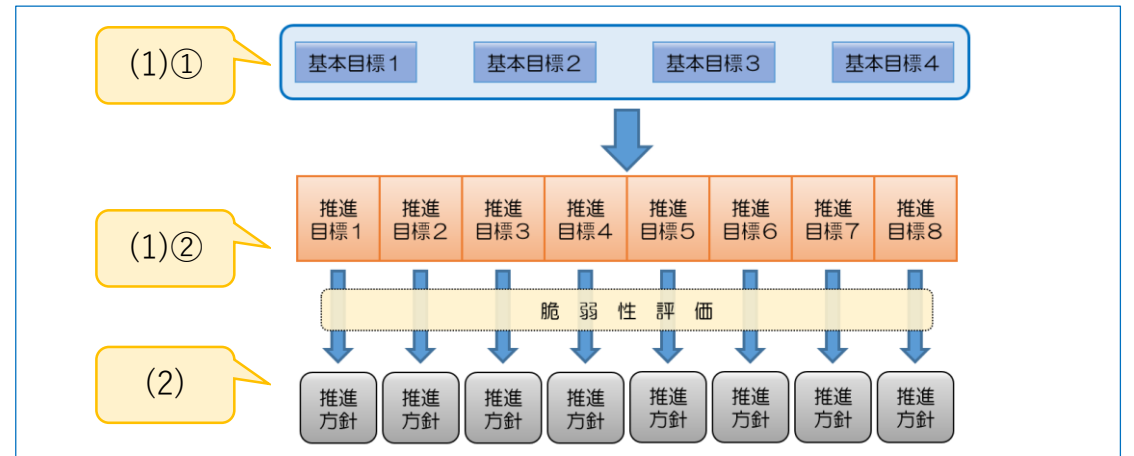 (1)①
基本目標1
基本目標2
基本目標3
基本目標4
(1)②
推進
目標1
推進
目標2
推進
目標3
推進
目標4
推進
目標5
推進
目標6
推進
目標7
推進
目標8
脆弱性評価
(2)
推進
方針
推進
方針
推進
方針
推進
方針
推進
方針
推進
方針
推進
方針
推進
方針